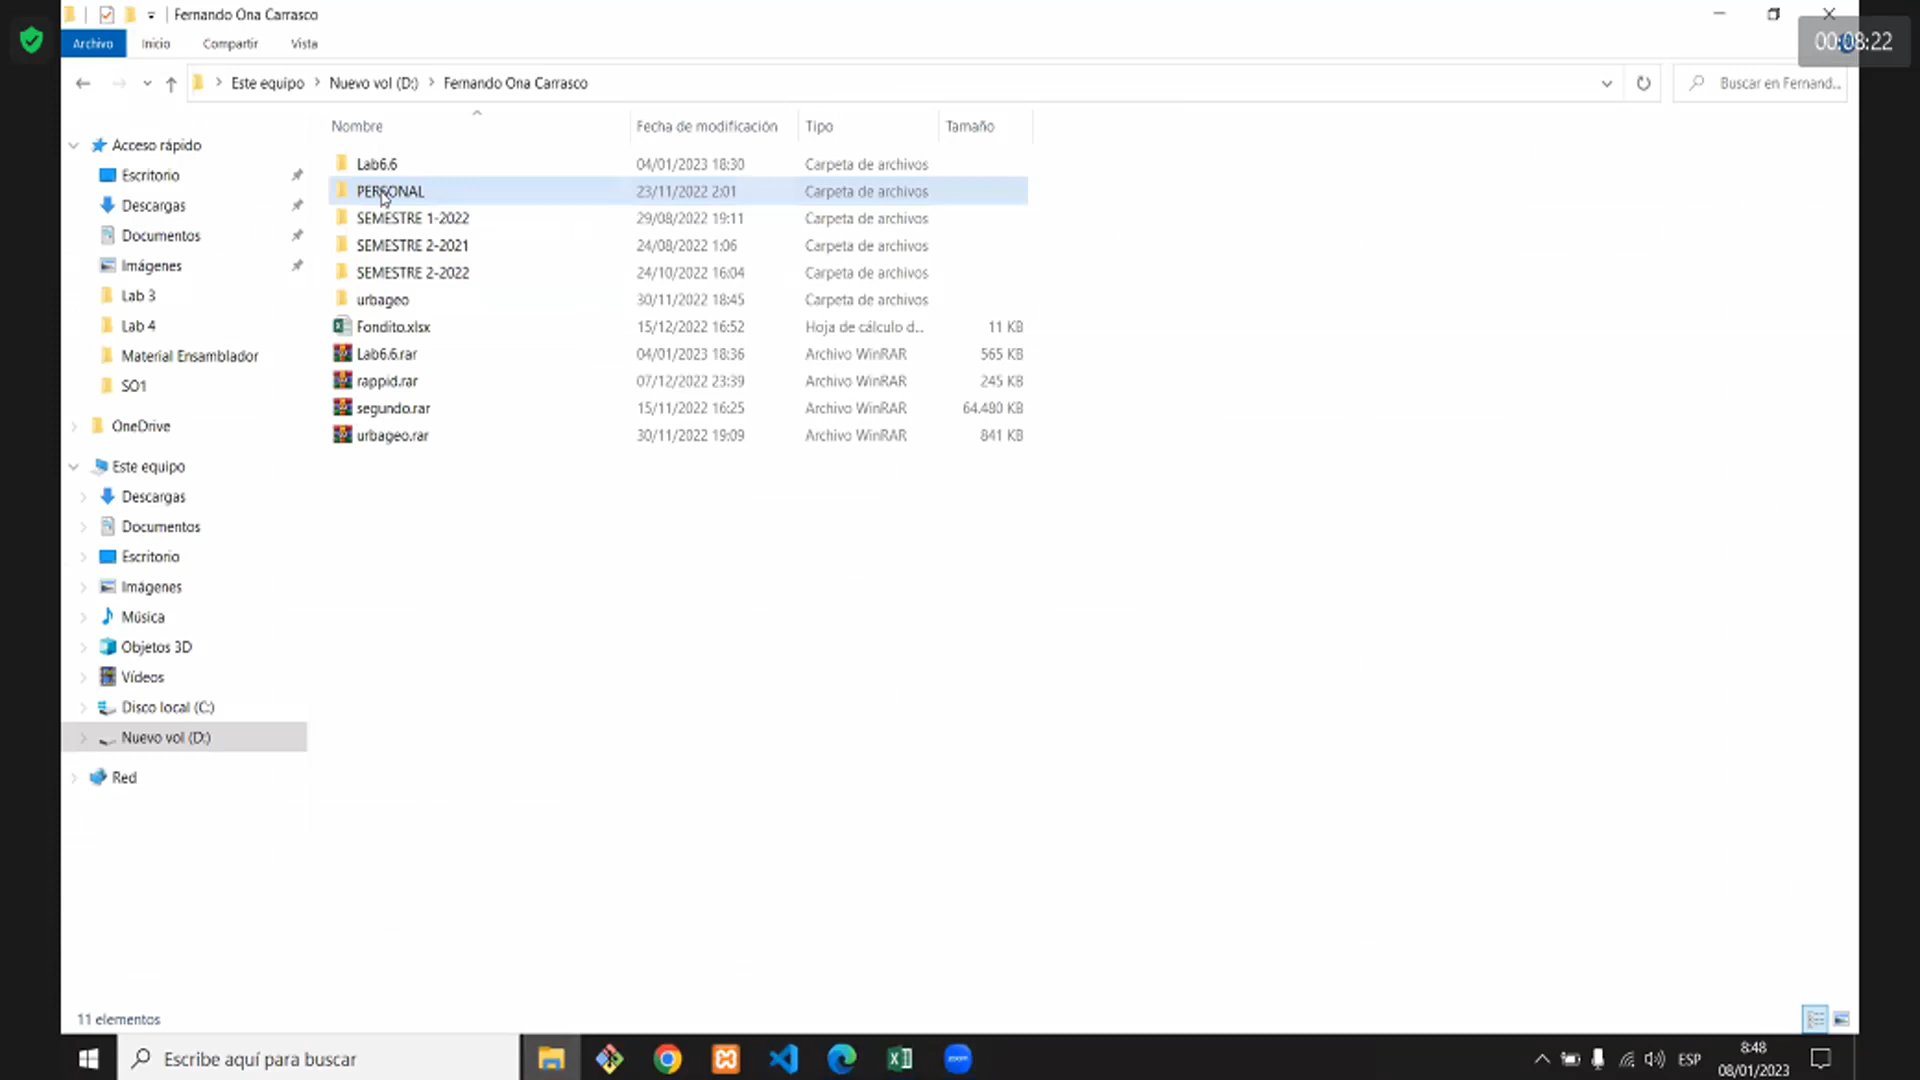 Fernando Ona Carrasco
00:08:22
Archivo Inicio Compartir Vista
Este equipo > Nuevo vol (D:) > Fernando Ona Carrasco
Buscar en Fernand...
Nombre Fecha de modificación Tipo Tamaño
Lab6.6 04/01/2023 18:30 Carpeta de archivos
PERSONAL 23/11/2022 2:01 Carpeta de archivos
SEMESTRE 1-2022 29/08/2022 19:11 Carpeta de archivos
SEMESTRE 2-2021 24/08/2022 1:06 Carpeta de archivos
SEMESTRE 2-2022 24/10/2022 16:04 Carpeta de archivos
urbageo 30/11/2022 18:45 Carpeta de archivos
Fondito.xlsx 15/12/2022 16:52 Hoja de cálculo d... 11 KB
Lab6.6.rar 04/01/2023 18:36 Archivo WinRAR 565 KB
rappid.rar 07/12/2022 23:39 Archivo WinRAR 245 KB
segundo.rar 15/11/2022 16:25 Archivo WinRAR 64.480 KB
urbageo.rar 30/11/2022 19:09 Archivo WinRAR 841 KB
Acceso rápido
Escritorio
Descargas
Documentos
Imágenes
Lab 3
Lab 4
Material Ensamblador
SO1
OneDrive
Este equipo
Descargas
Documentos
Escritorio
Imágenes
Música
Objetos 3D
Vídeos
Disco local (C:)
Nuevo vol (D:)
Red
11 elementos
Escribe aquí para buscar
zoom
ESP
8:48
08/01/2023